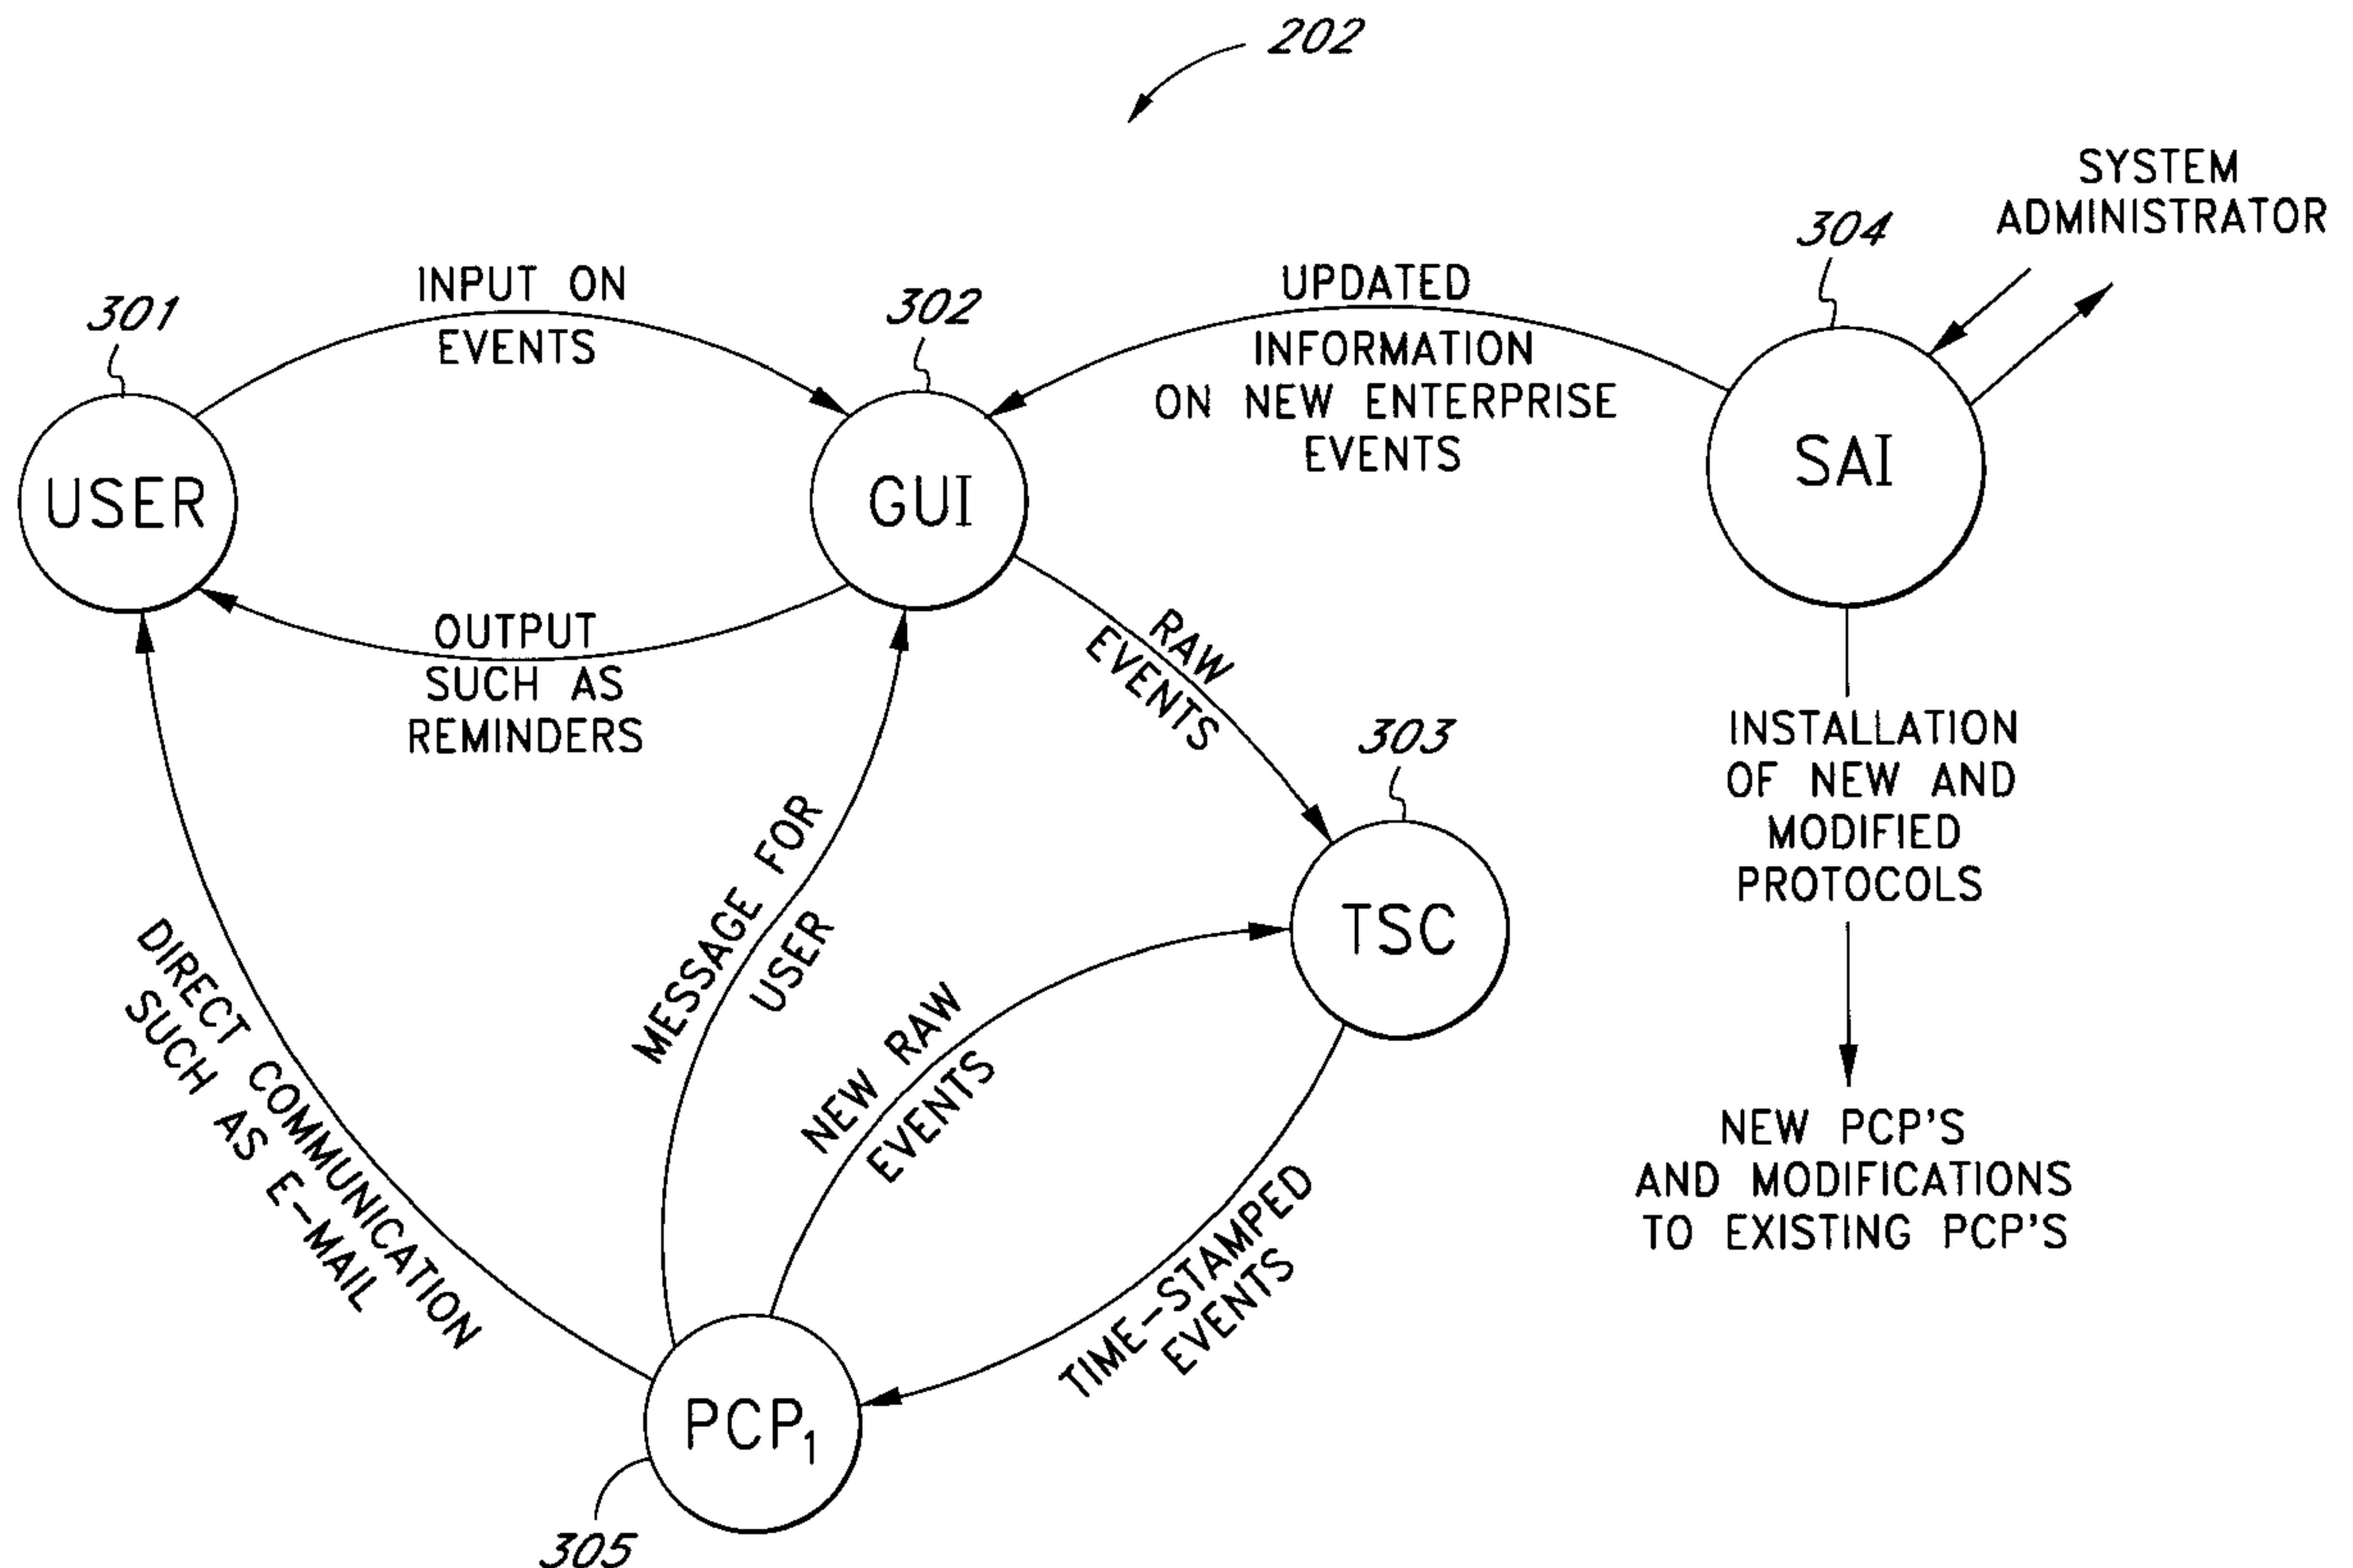 202
SYSTEM
ADMINISTRATOR
304
301
INPUT ON
EVENTS
302
UPDATED
INFORMATION
ON NEW ENTERPRISE
EVENTS
USER
GUI
SAI
OUTPUT
SUCH AS
REMINDERS
RAW
EVENTS
303
INSTALLATION
OF NEW AND
MODIFIED
PROTOCOLS
MESSAGE FOR
USER
TSC
DIRECT COMMUNICATION
SUCH AS E-MAIL
NEW RAW
EVENTS
TIME-STAMPED
EVENTS
NEW PCP'S
AND MODIFICATIONS
TO EXISTING PCP'S
PCP₁
305